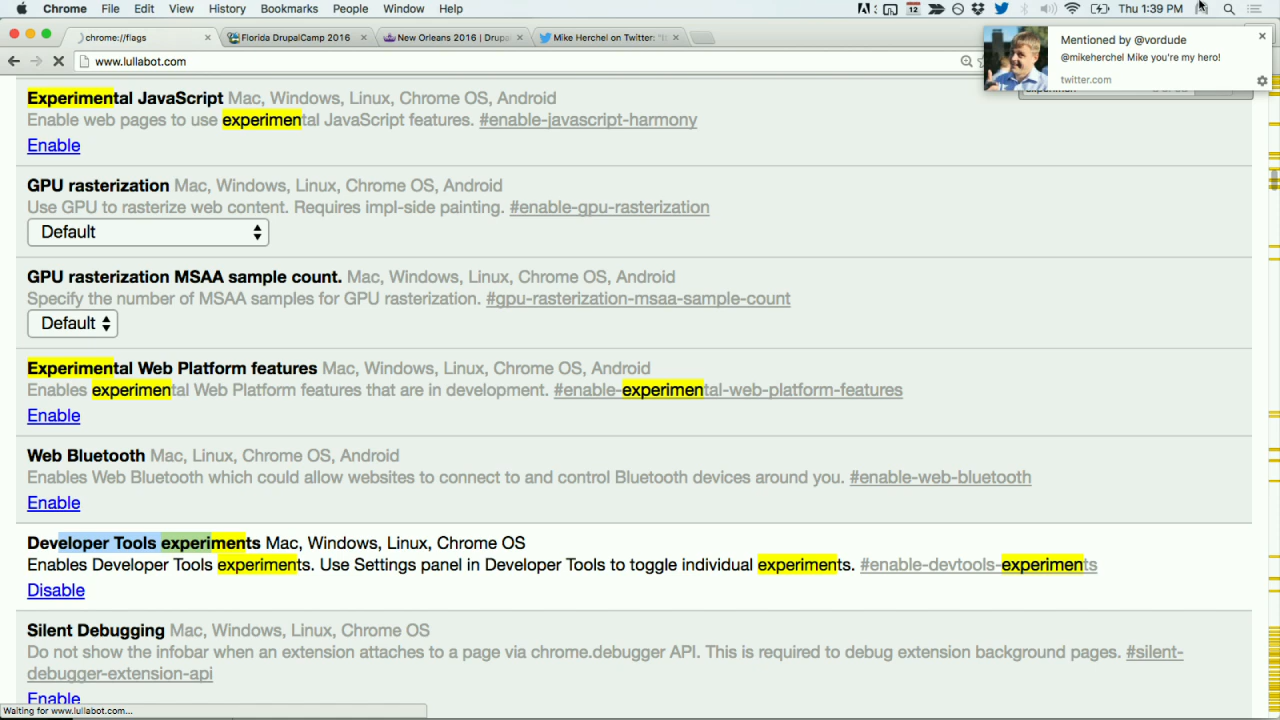 Chrome File Edit View History Bookmarks People Window Help
12 Thu 1:39 PM
chrome://flags
Florida DrupalCamp 2016
New Orleans 2016 | Drupal
Mike Herchel on Twitter:
www.lullabot.com
Mentioned by @vordude
@mikeherchel Mike you're my hero!
twitter.com
Experimental JavaScript Mac, Windows, Linux, Chrome OS, Android
Enable web pages to use experimental JavaScript features. #enable-javascript-harmony
Enable
GPU rasterization Mac, Windows, Linux, Chrome OS, Android
Use GPU to rasterize web content. Requires impl-side painting. #enable-gpu-rasterization
Default
GPU rasterization MSAA sample count. Mac, Windows, Linux, Chrome OS, Android
Specify the number of MSAA samples for GPU rasterization. #gpu-rasterization-msaa-sample-count
Default
Experimental Web Platform features Mac, Windows, Linux, Chrome OS, Android
Enables experimental Web Platform features that are in development. #enable-experimental-web-platform-features
Enable
Web Bluetooth Mac, Linux, Chrome OS, Android
Enables Web Bluetooth which could allow websites to connect to and control Bluetooth devices around you. #enable-web-bluetooth
Enable
Developer Tools experiments Mac, Windows, Linux, Chrome OS
Enables Developer Tools experiments. Use Settings panel in Developer Tools to toggle individual experiments. #enable-devtools-experiments
Disable
Silent Debugging Mac, Windows, Linux, Chrome OS
Do not show the infobar when an extension attaches to a page via chrome.debugger API. This is required to debug extension background pages. #silent-
debugger-extension-api
Enable
Waiting for www.lullabot.com...